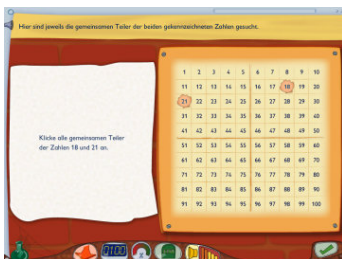 Hier sind jeweils die gemeinsamen Teiler der beiden gekennzeichneten Zahlen gesucht.
Klicke alle gemeinsamen Teiler
der Zahlen 18 und 21 an.
1 2 3 4 5 6 7 8 9 10
11 12 13 14 15 16 17 18 19 20
21 22 23 24 25 26 27 28 29 30
31 32 33 34 35 36 37 38 39 40
41 42 43 44 45 46 47 48 49 50
51 52 53 54 55 56 57 58 59 60
61 62 63 64 65 66 67 68 69 70
71 72 73 74 75 76 77 78 79 80
81 82 83 84 85 86 87 88 89 90
91 92 93 94 95 96 97 98 99 100